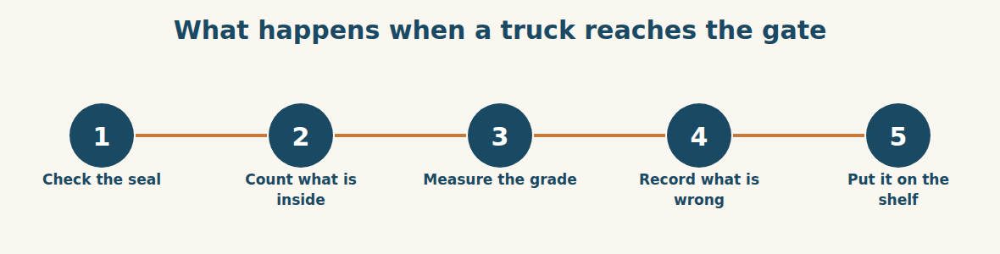 What happens when a truck reaches the gate
1
2
3
4
5
Check the seal
Count what is
inside
Measure the grade
Record what is
wrong
Put it on the
shelf